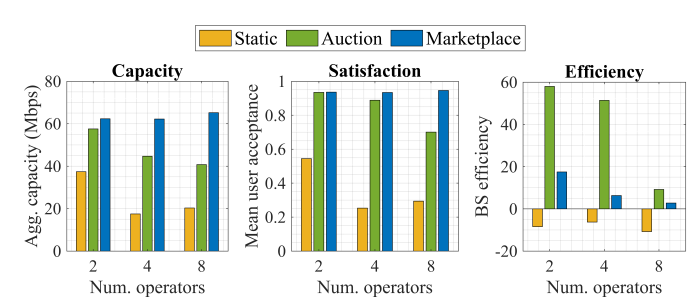 Static Auction Marketplace
Capacity
80
60
40
20
0
2 4 8
Num. operators
Agg. capacity (Mbps)
Satisfaction
1
0.8
0.6
0.4
0.2
0
2 4 8
Num. operators
Mean user acceptance
Efficiency
60
40
20
0
-20
2 4 8
Num. operators
BS efficiency